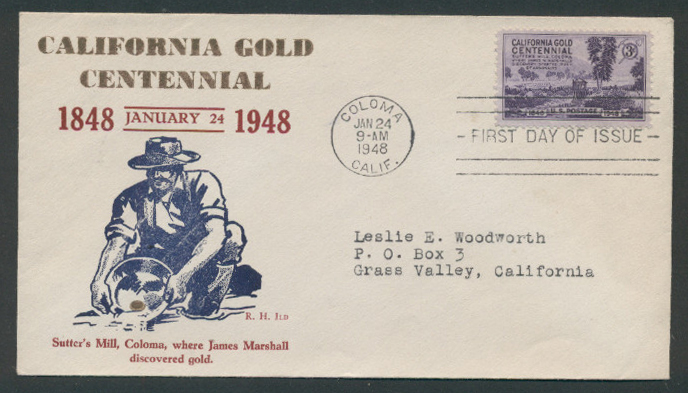 CALIFORNIA GOLD
CENTENNIAL
1848 JANUARY 24 1948
R. H. ILD
Sutter's Mill, Coloma, where James Marshall
discovered gold.
COLOMA
JAN 24
9-AM
1948
CALIF.
CALIFORNIA GOLD
CENTENNIAL
3¢
1848 U.S. POSTAGE 1948
- FIRST DAY OF ISSUE -
Leslie E. Woodworth
P. O. Box 3
Grass Valley, California